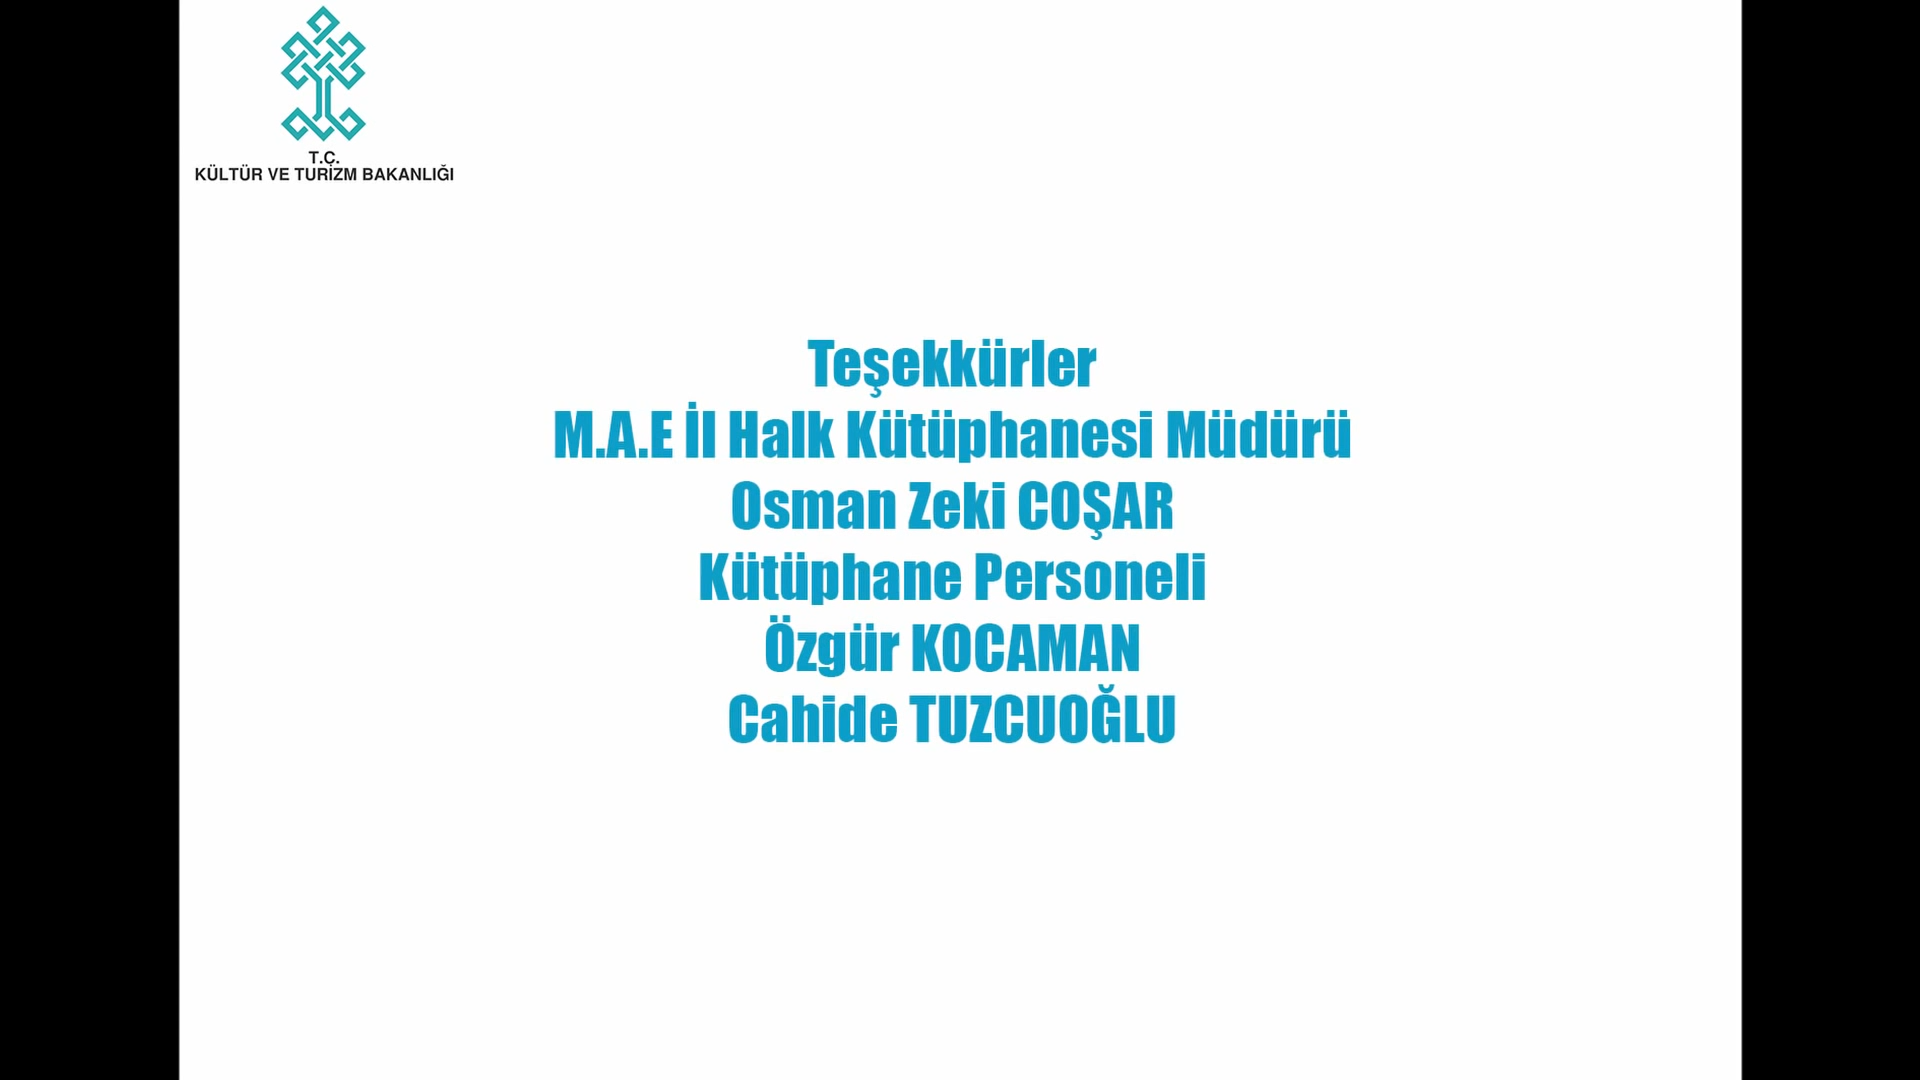 T.C.
KÜLTÜR VE TURİZM BAKANLIĞI
Teşekkürler
M.A.E İl Halk Kütüphanesi Müdürü
Osman Zeki COŞAR
Kütüphane Personeli
Özgür KOCAMAN
Cahide TUZCUOĞLU